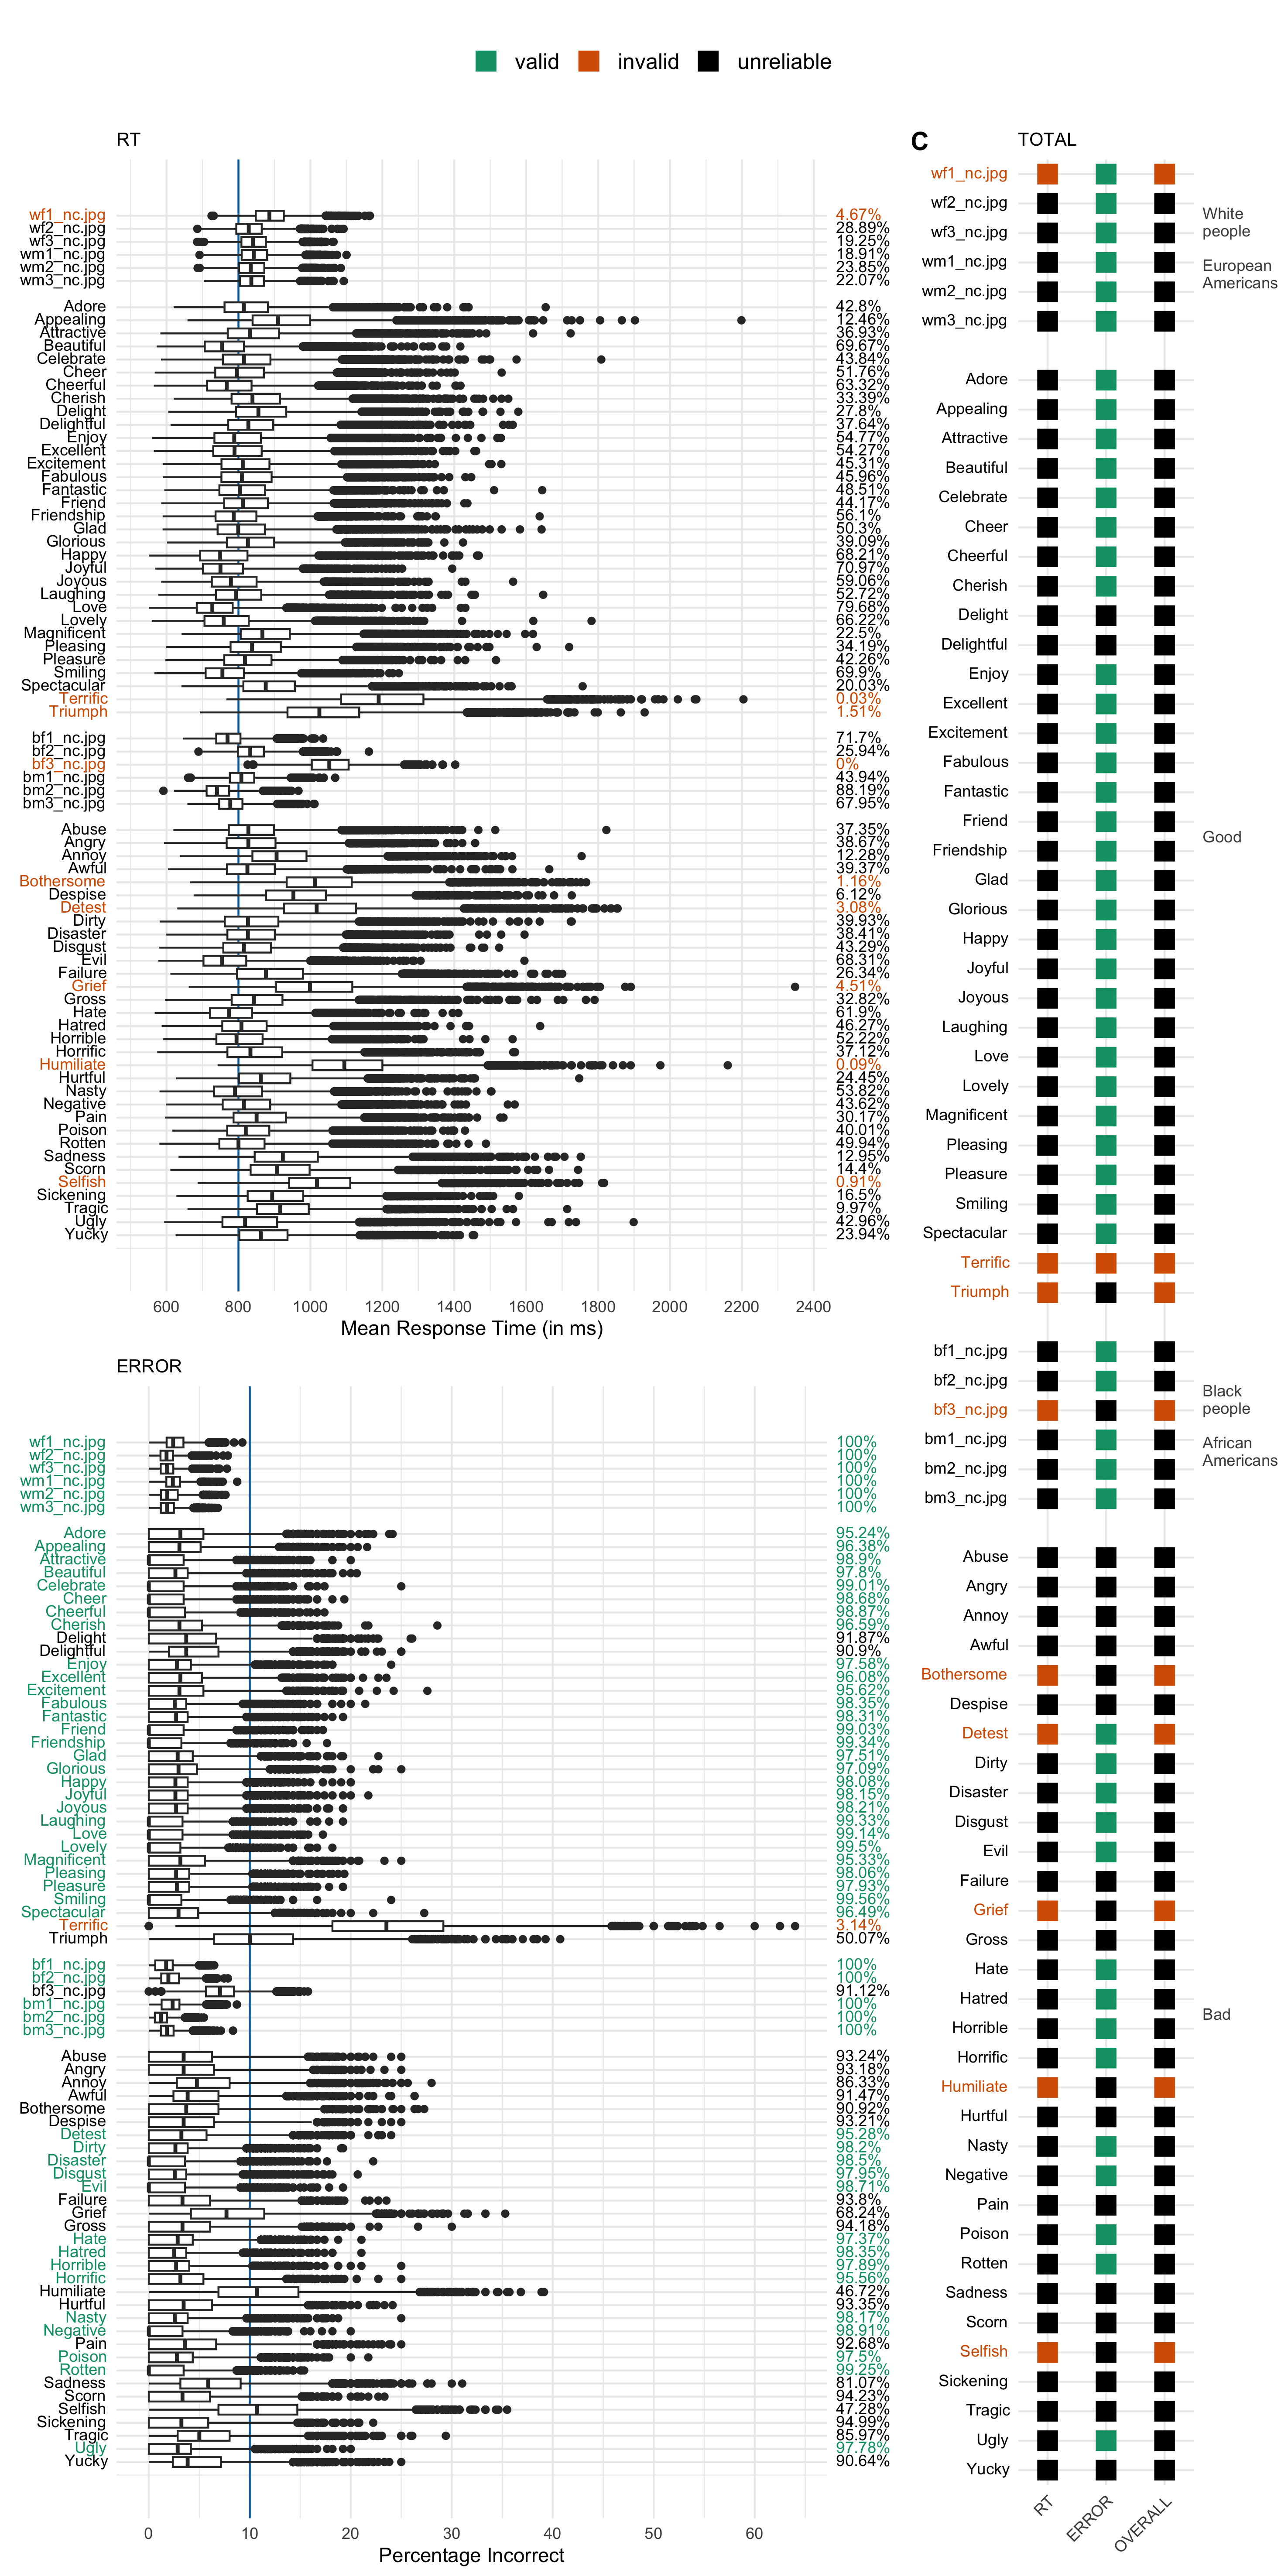 valid invalid unreliable
RT
wf1_nc.jpg 4.67%
wf2_nc.jpg 28.89%
wf3_nc.jpg 19.25%
wm1_nc.jpg 18.91%
wm2_nc.jpg 23.85%
wm3_nc.jpg 22.07%
Adore 42.8%
Appealing 12.46%
Attractive 36.93%
Beautiful 69.67%
Celebrate 43.84%
Cheer 51.76%
Cheerful 63.32%
Cherish 33.39%
Delight 27.8%
Delightful 37.64%
Enjoy 54.77%
Excellent 54.27%
Excitement 45.31%
Fabulous 45.96%
Fantastic 48.51%
Friend 44.17%
Friendship 56.1%
Glad 50.3%
Glorious 39.09%
Happy 68.21%
Joyful 70.97%
Joyous 59.06%
Laughing 52.72%
Love 79.68%
Lovely 66.22%
Magnificent 22.5%
Pleasing 34.19%
Pleasure 42.26%
Smiling 69.9%
Spectacular 20.03%
Terrific 0.03%
Triumph 1.51%
bf1_nc.jpg 71.7%
bf2_nc.jpg 25.94%
bf3_nc.jpg 0%
bm1_nc.jpg 43.94%
bm2_nc.jpg 88.19%
bm3_nc.jpg 67.95%
Abuse 37.35%
Angry 38.67%
Annoy 12.28%
Awful 39.37%
Bothersome 1.16%
Despise 6.12%
Detest 3.08%
Dirty 39.93%
Disaster 38.41%
Disgust 43.29%
Evil 68.31%
Failure 26.34%
Grief 4.51%
Gross 32.82%
Hate 61.9%
Hatred 46.27%
Horrible 52.22%
Horrific 37.12%
Humiliate 0.09%
Hurtful 24.45%
Nasty 53.82%
Negative 43.62%
Pain 30.17%
Poison 40.01%
Rotten 49.94%
Sadness 12.95%
Scorn 14.4%
Selfish 0.91%
Sickening 16.5%
Tragic 9.97%
Ugly 42.96%
Yucky 23.94%
600 800 1000 1200 1400 1600 1800 2000 2200 2400
Mean Response Time (in ms)
ERROR
wf1_nc.jpg 100%
wf2_nc.jpg 100%
wf3_nc.jpg 100%
wm1_nc.jpg 100%
wm2_nc.jpg 100%
wm3_nc.jpg 100%
Adore 95.24%
Appealing 96.38%
Attractive 98.9%
Beautiful 97.8%
Celebrate 99.01%
Cheer 98.68%
Cheerful 98.87%
Cherish 96.59%
Delight 91.87%
Delightful 90.9%
Enjoy 97.58%
Excellent 96.08%
Excitement 95.62%
Fabulous 98.35%
Fantastic 98.31%
Friend 99.03%
Friendship 99.34%
Glad 97.51%
Glorious 97.09%
Happy 98.08%
Joyful 98.15%
Joyous 98.21%
Laughing 99.33%
Love 99.14%
Lovely 99.5%
Magnificent 95.33%
Pleasing 98.06%
Pleasure 97.93%
Smiling 99.56%
Spectacular 96.49%
Terrific 3.14%
Triumph 50.07%
bf1_nc.jpg 100%
bf2_nc.jpg 100%
bf3_nc.jpg 91.12%
bm1_nc.jpg 100%
bm2_nc.jpg 100%
bm3_nc.jpg 100%
Abuse 93.24%
Angry 93.18%
Annoy 86.33%
Awful 91.47%
Bothersome 90.92%
Despise 93.21%
Detest 95.28%
Dirty 98.2%
Disaster 98.5%
Disgust 97.95%
Evil 98.71%
Failure 93.8%
Grief 68.24%
Gross 94.18%
Hate 97.37%
Hatred 98.35%
Horrible 97.89%
Horrific 95.56%
Humiliate 46.72%
Hurtful 93.35%
Nasty 98.17%
Negative 98.91%
Pain 92.68%
Poison 97.5%
Rotten 99.25%
Sadness 81.07%
Scorn 94.23%
Selfish 47.28%
Sickening 94.99%
Tragic 85.97%
Ugly 97.78%
Yucky 90.64%
0 10 20 30 40 50 60
Percentage Incorrect
C TOTAL
wf1_nc.jpg
wf2_nc.jpg
wf3_nc.jpg
wm1_nc.jpg
wm2_nc.jpg
wm3_nc.jpg
White
people
European
Americans
Adore
Appealing
Attractive
Beautiful
Celebrate
Cheer
Cheerful
Cherish
Delight
Delightful
Enjoy
Excellent
Excitement
Fabulous
Fantastic
Friend
Friendship
Glad
Glorious
Happy
Joyful
Joyous
Laughing
Love
Lovely
Magnificent
Pleasing
Pleasure
Smiling
Spectacular
Terrific
Triumph
Good
bf1_nc.jpg
bf2_nc.jpg
bf3_nc.jpg
bm1_nc.jpg
bm2_nc.jpg
bm3_nc.jpg
Black
people
African
Americans
Abuse
Angry
Annoy
Awful
Bothersome
Despise
Detest
Dirty
Disaster
Disgust
Evil
Failure
Grief
Gross
Hate
Hatred
Horrible
Horrific
Humiliate
Hurtful
Nasty
Negative
Pain
Poison
Rotten
Sadness
Scorn
Selfish
Sickening
Tragic
Ugly
Yucky
Bad
RT ERROR OVERALL